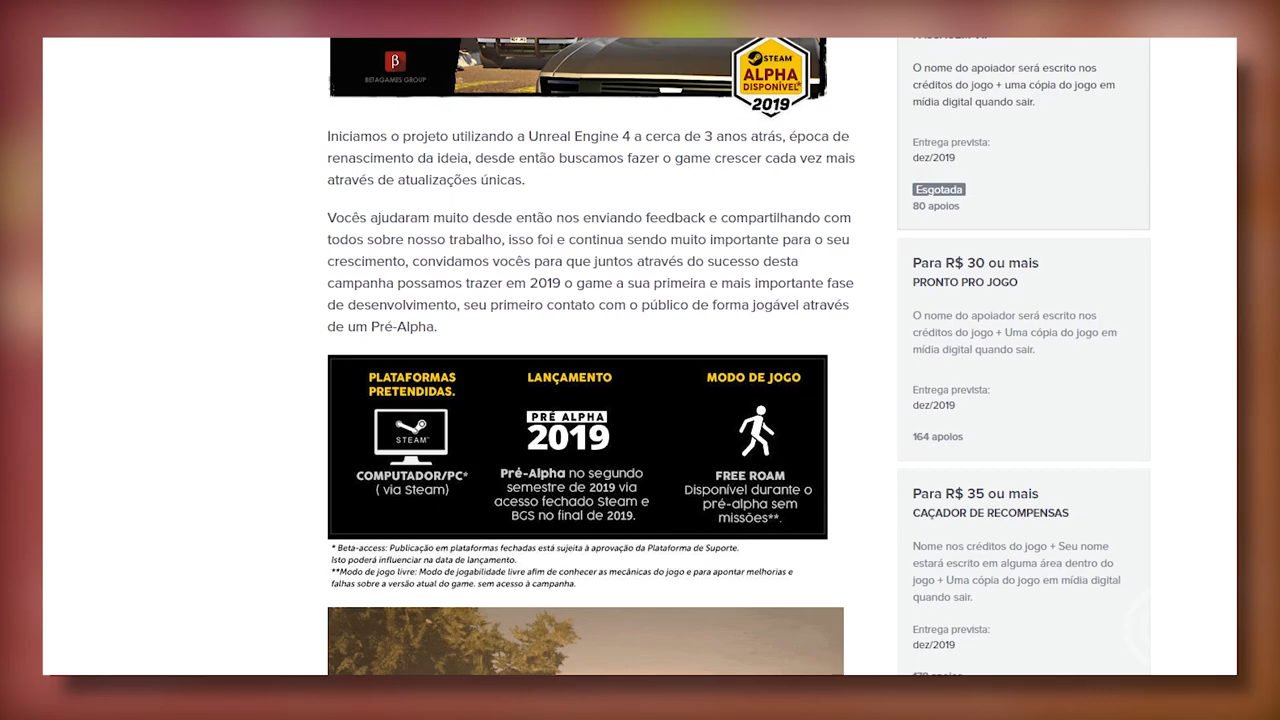 β
BETAGAMES GROUP
STEAM
ALPHA
DISPONÍVEL*
2019
Iniciamos o projeto utilizando a Unreal Engine 4 a cerca de 3 anos atrás, época de
renascimento da ideia, desde então buscamos fazer o game crescer cada vez mais
através de atualizações únicas.
Vocês ajudaram muito desde então nos enviando feedback e compartilhando com
todos sobre nosso trabalho, isso foi e continua sendo muito importante para o seu
crescimento, convidamos vocês para que juntos através do sucesso desta
campanha possamos trazer em 2019 o game a sua primeira e mais importante fase
de desenvolvimento, seu primeiro contato com o público de forma jogável através
de um Pré-Alpha.
PLATAFORMAS
PRETENDIDAS.
STEAM™
COMPUTADOR/PC*
( via Steam)
LANÇAMENTO
PRÉ ALPHA
2019
Pré-Alpha no segundo
semestre de 2019 via
acesso fechado Steam e
BGS no final de 2019.
MODO DE JOGO
FREE ROAM
Disponível durante o
pré-alpha sem
missões**.
* Beta-access: Publicação em plataformas fechadas está sujeita à aprovação da Plataforma de Suporte.
Isto poderá influenciar na data de lançamento.
**Modo de jogo livre: Modo de jogabilidade livre afim de conhecer as mecânicas do jogo e para apontar melhorias e
falhas sobre a versão atual do game. sem acesso à campanha.
O nome do apoiador será escrito nos
créditos do jogo + uma cópia do jogo em
mídia digital quando sair.
Entrega prevista:
dez/2019
Esgotada
80 apoios
Para R$ 30 ou mais
PRONTO PRO JOGO
O nome do apoiador será escrito nos
créditos do jogo + Uma cópia do jogo em
mídia digital quando sair.
Entrega prevista:
dez/2019
164 apoios
Para R$ 35 ou mais
CAÇADOR DE RECOMPENSAS
Nome nos créditos do jogo + Seu nome
estará escrito em alguma área dentro do
jogo + Uma cópia do jogo em mídia digital
quando sair.
Entrega prevista:
dez/2019